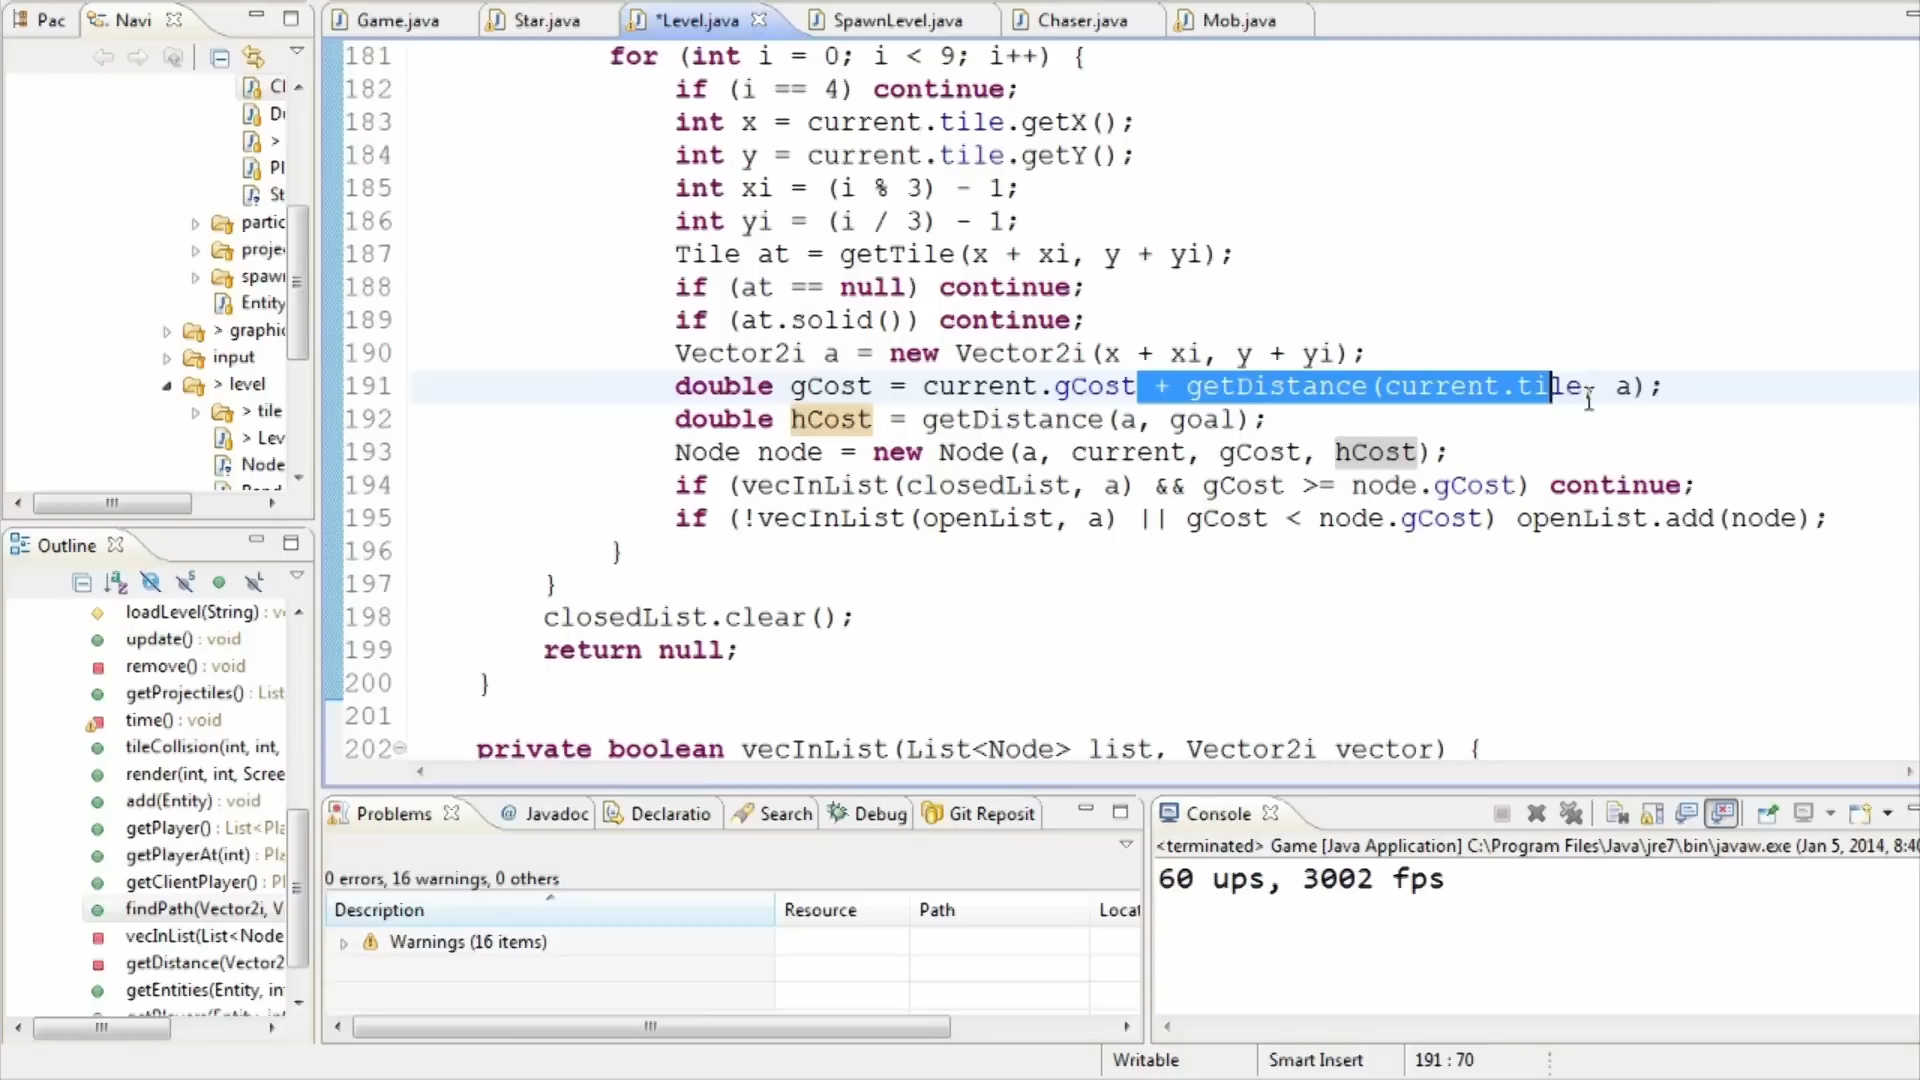 Pac
Navi
Game.java
Star.java
*Level.java
SpawnLevel.java
Chaser.java
Mob.java
Cl
>
Pl
St
partic
proje
spawn
Entity
> graphic
input
> level
> tile
> Lev
Node
Outline
loadLevel(String) : v
update() : void
remove() : void
getProjectiles() : List
time() : void
tileCollision(int, int,
render(int, int, Scree
add(Entity) : void
getPlayer() : List<Pla
getPlayerAt(int) : Pla
getClientPlayer() : Pl
findPath(Vector2i, V
vecInList(List<Node
getDistance(Vector2
getEntities(Entity, in
181 for (int i = 0; i < 9; i++) {
182 if (i == 4) continue;
183 int x = current.tile.getX();
184 int y = current.tile.getY();
185 int xi = (i % 3) - 1;
186 int yi = (i / 3) - 1;
187 Tile at = getTile(x + xi, y + yi);
188 if (at == null) continue;
189 if (at.solid()) continue;
190 Vector2i a = new Vector2i(x + xi, y + yi);
191 double gCost = current.gCost + getDistance(current.tile, a);
192 double hCost = getDistance(a, goal);
193 Node node = new Node(a, current, gCost, hCost);
194 if (vecInList(closedList, a) && gCost >= node.gCost) continue;
195 if (!vecInList(openList, a) || gCost < node.gCost) openList.add(node);
196 }
197 }
198 closedList.clear();
199 return null;
200 }
201
202 private boolean vecInList(List<Node> list, Vector2i vector) {
Problems
@ Javadoc
Declaratio
Search
Debug
Git Reposit
0 errors, 16 warnings, 0 others
Description Resource Path Locat
Warnings (16 items)
Console
<terminated> Game [Java Application] C:\Program Files\Java\jre7\bin\javaw.exe (Jan 5, 2014, 8:40
60 ups, 3002 fps
Writable
Smart Insert
191 : 70